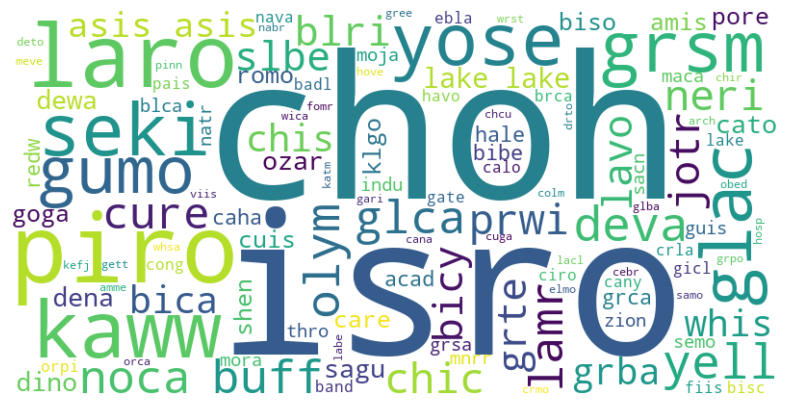 asis asis
blri
yose
grsm
biso
amis
pore
laro
slbe
nava
nabr
gree
wrst
ebla
deto
meve
pinn
pais
romo
badl
moja
hove
lake lake
havo
brca
maca
chir
neri
dewa
blca
natr
wica
fomr
choh
chcu
drto
arch
cato
seki
chis
klgo
hale
bibe
calo
lavo
sacn
jotr
lake
redw
gumo
ozar
katm
indu
gate
colm
obed
glac
viis
gari
glba
goga
cure
caha
olym
glca
prwi
deva
guis
hosp
piro
cuis
cana
cuga
isro
crla
whsa
kefj
gett
cong
acad
bicy
lacl
ciro
cebr
cany
grca
zion
gicl
grpo
amme
elmo
samo
dena
bica
shen
thro
care
grte
lamr
whis
kaww
labe
grsa
mnrr
semo
mora
orpi
dino
noca
orca
buff
band
sagu
chic
crmo
grba
yell
fiis
bisc